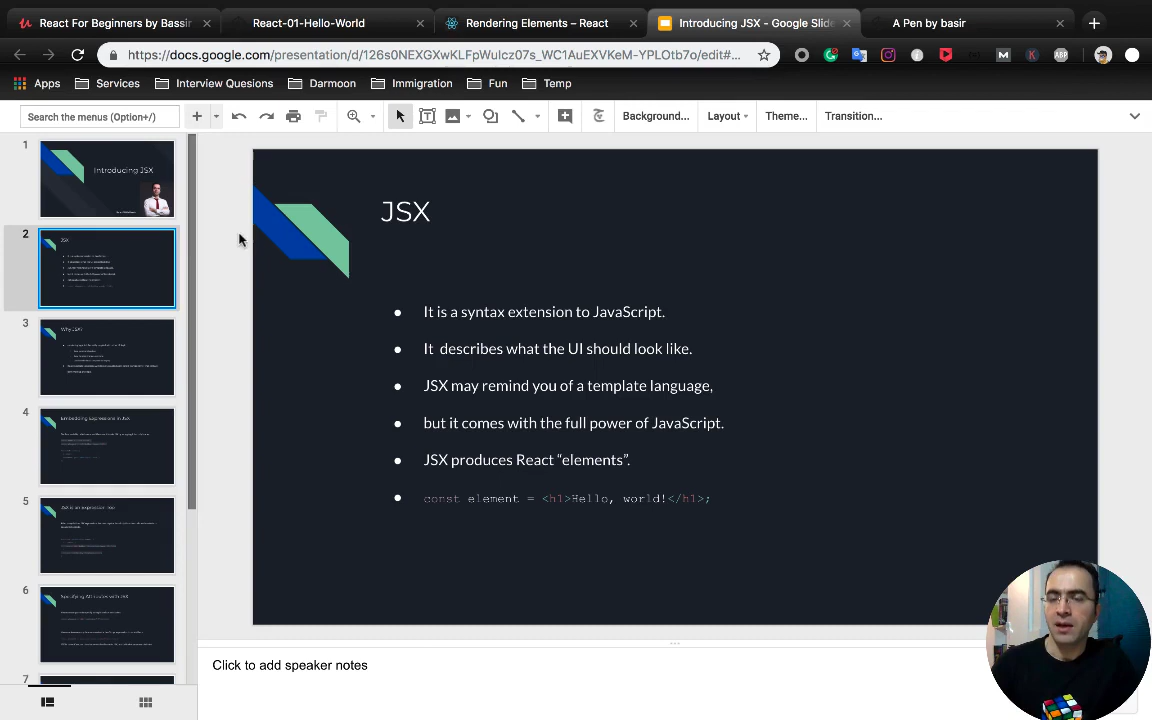 React For Beginners by Bassir
React-01-Hello-World
Rendering Elements – React
Introducing JSX - Google Slide
A Pen by basir
https://docs.google.com/presentation/d/126s0NEXGXwKLFpWulcz07s_WC1AuEXVKeM-YPLOtb7o/edit#...
ABP
Apps
Services
Interview Quesions
Darmoon
Immigration
Fun
Temp
Search the menus (Option+/)
Background...
Layout
Theme...
Transition...
1
Introducing JSX
2
JSX
3
Why JSX?
4
Embedding Expressions in JSX
5
JSX is an Expression Too
6
Specifying Attributes with JSX
7
JSX
It is a syntax extension to JavaScript.
It describes what the UI should look like.
JSX may remind you of a template language,
but it comes with the full power of JavaScript.
JSX produces React “elements”.
const element = <h1>Hello, world!</h1>;
Click to add speaker notes